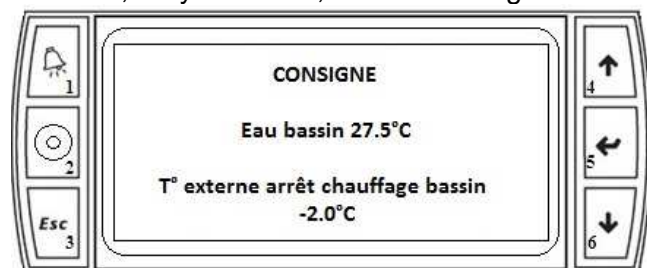 1
2
Esc
3
CONSIGNE
Eau bassin 27.5°C
T° externe arrêt chauffage bassin
-2.0°C
4
5
6